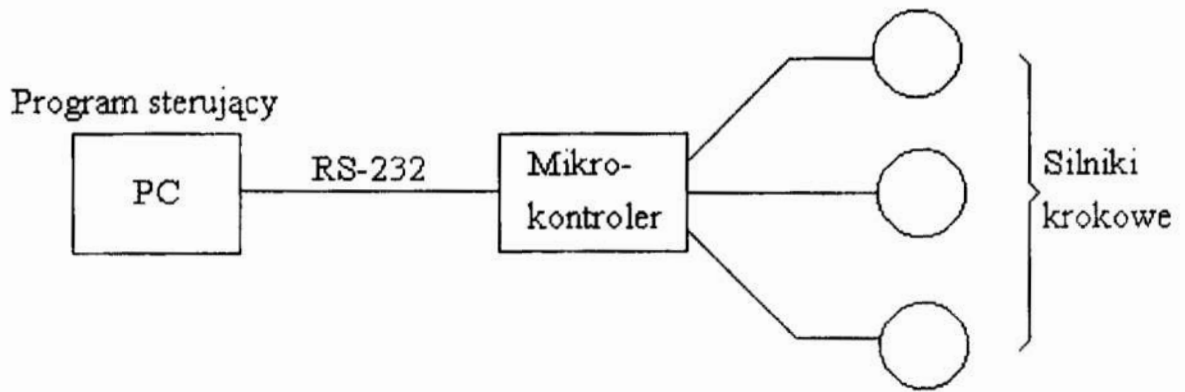 Program sterujący
PC
RS-232
Mikro-
kontroler
Silniki
krokowe